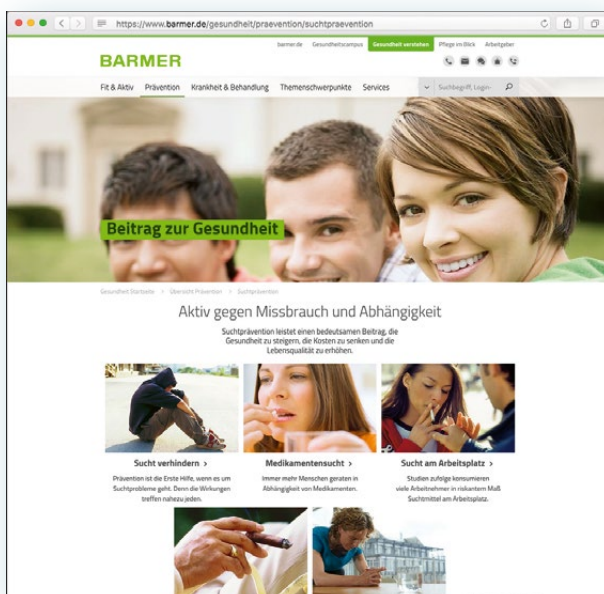 https://www.barmer.de/gesundheit/praevention/suchtpraevention
barmer.de Gesundheitscampus Gesundheit verstehen Pflege im Blick Arbeitgeber
BARMER
Fit & Aktiv Prävention Krankheit & Behandlung Themenschwerpunkte Services Suchbegriff, Login-
Beitrag zur Gesundheit
Gesundheit Startseite > Übersicht Prävention > Suchtprävention
Aktiv gegen Missbrauch und Abhängigkeit
Suchtprävention leistet einen bedeutsamen Beitrag, die
Gesundheit zu steigern, die Kosten zu senken und die
Lebensqualität zu erhöhen.
Sucht verhindern >
Prävention ist die Erste Hilfe, wenn es um
Suchtprobleme geht. Denn die Wirkungen
treffen nahezu jeden.
Medikamentensucht >
Immer mehr Menschen geraten in
Abhängigkeit von Medikamenten.
Sucht am Arbeitsplatz >
Studien zufolge konsumieren
viele Arbeitnehmer in riskantem Maß
Suchtmittel am Arbeitsplatz.